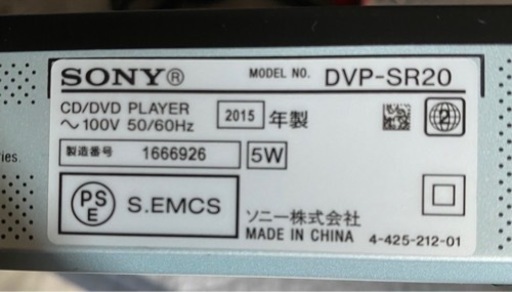 SONY® MODEL NO. DVP-SR20
CD/DVD PLAYER
～100V 50/60Hz 2015 年製
製造番号 1666926 5W
PSE S.EMCS
ソニー株式会社
MADE IN CHINA 4-425-212-01
2
ies.